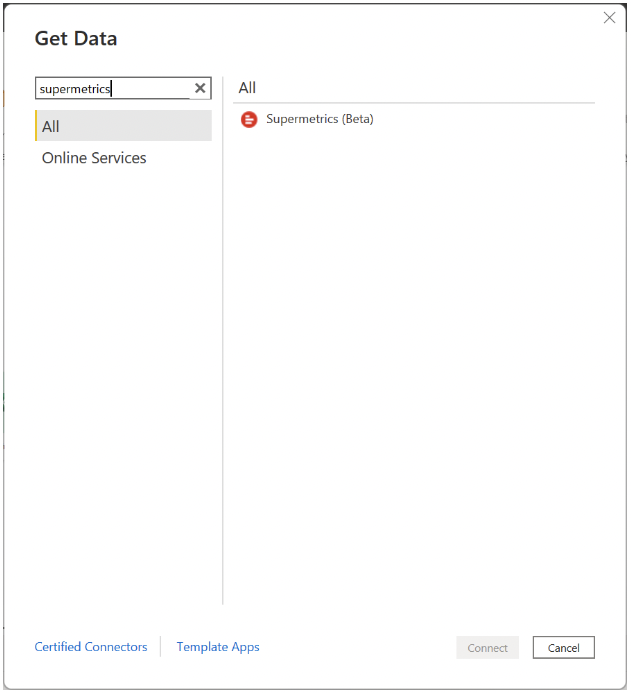 Get Data
supermetrics
All
Online Services
All
Supermetrics (Beta)
Certified Connectors
Template Apps
Connect
Cancel